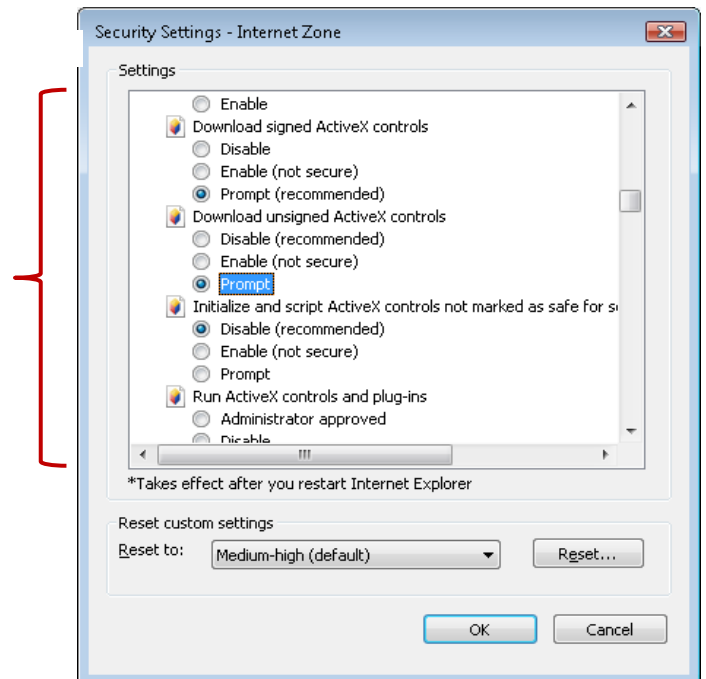 Security Settings - Internet Zone
Settings
Enable
Download signed ActiveX controls
Disable
Enable (not secure)
Prompt (recommended)
Download unsigned ActiveX controls
Disable (recommended)
Enable (not secure)
Prompt
Initialize and script ActiveX controls not marked as safe for s
Disable (recommended)
Enable (not secure)
Prompt
Run ActiveX controls and plug-ins
Administrator approved
Disable
*Takes effect after you restart Internet Explorer
Reset custom settings
Reset to: Medium-high (default) Reset...
OK Cancel